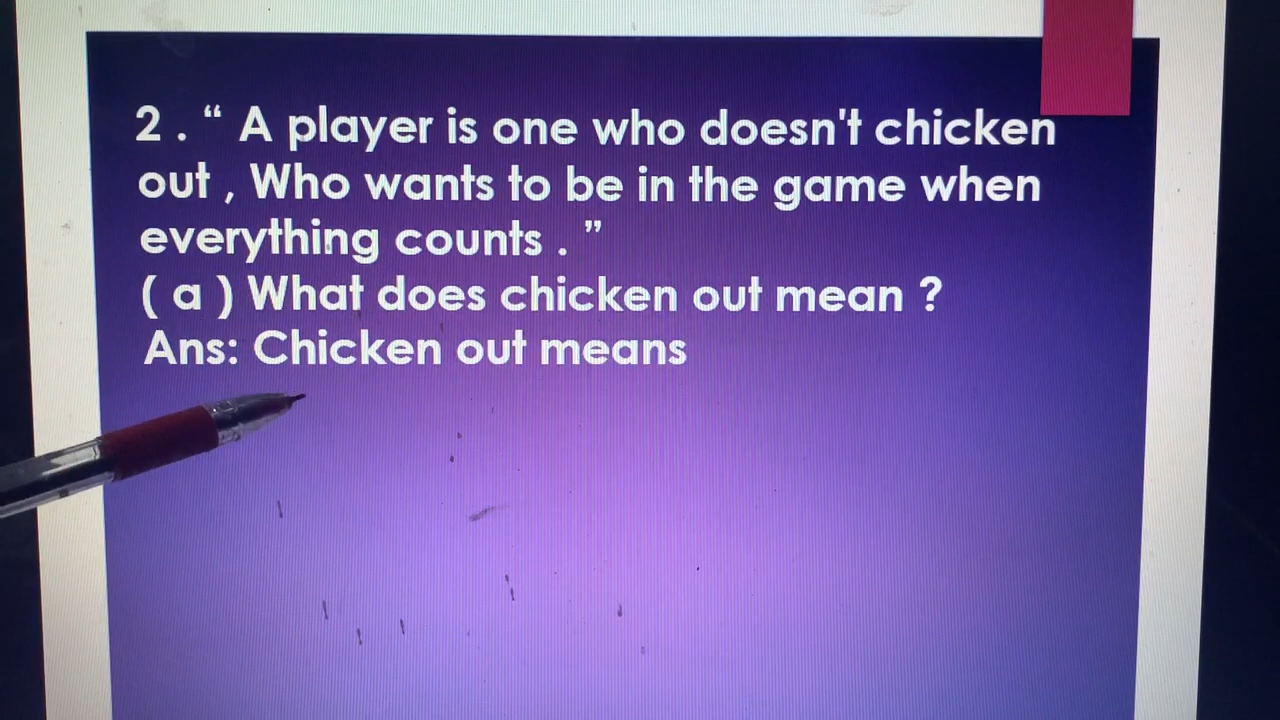 2 . “ A player is one who doesn't chicken
out , Who wants to be in the game when
everything counts . ”
( a ) What does chicken out mean ?
Ans: Chicken out means